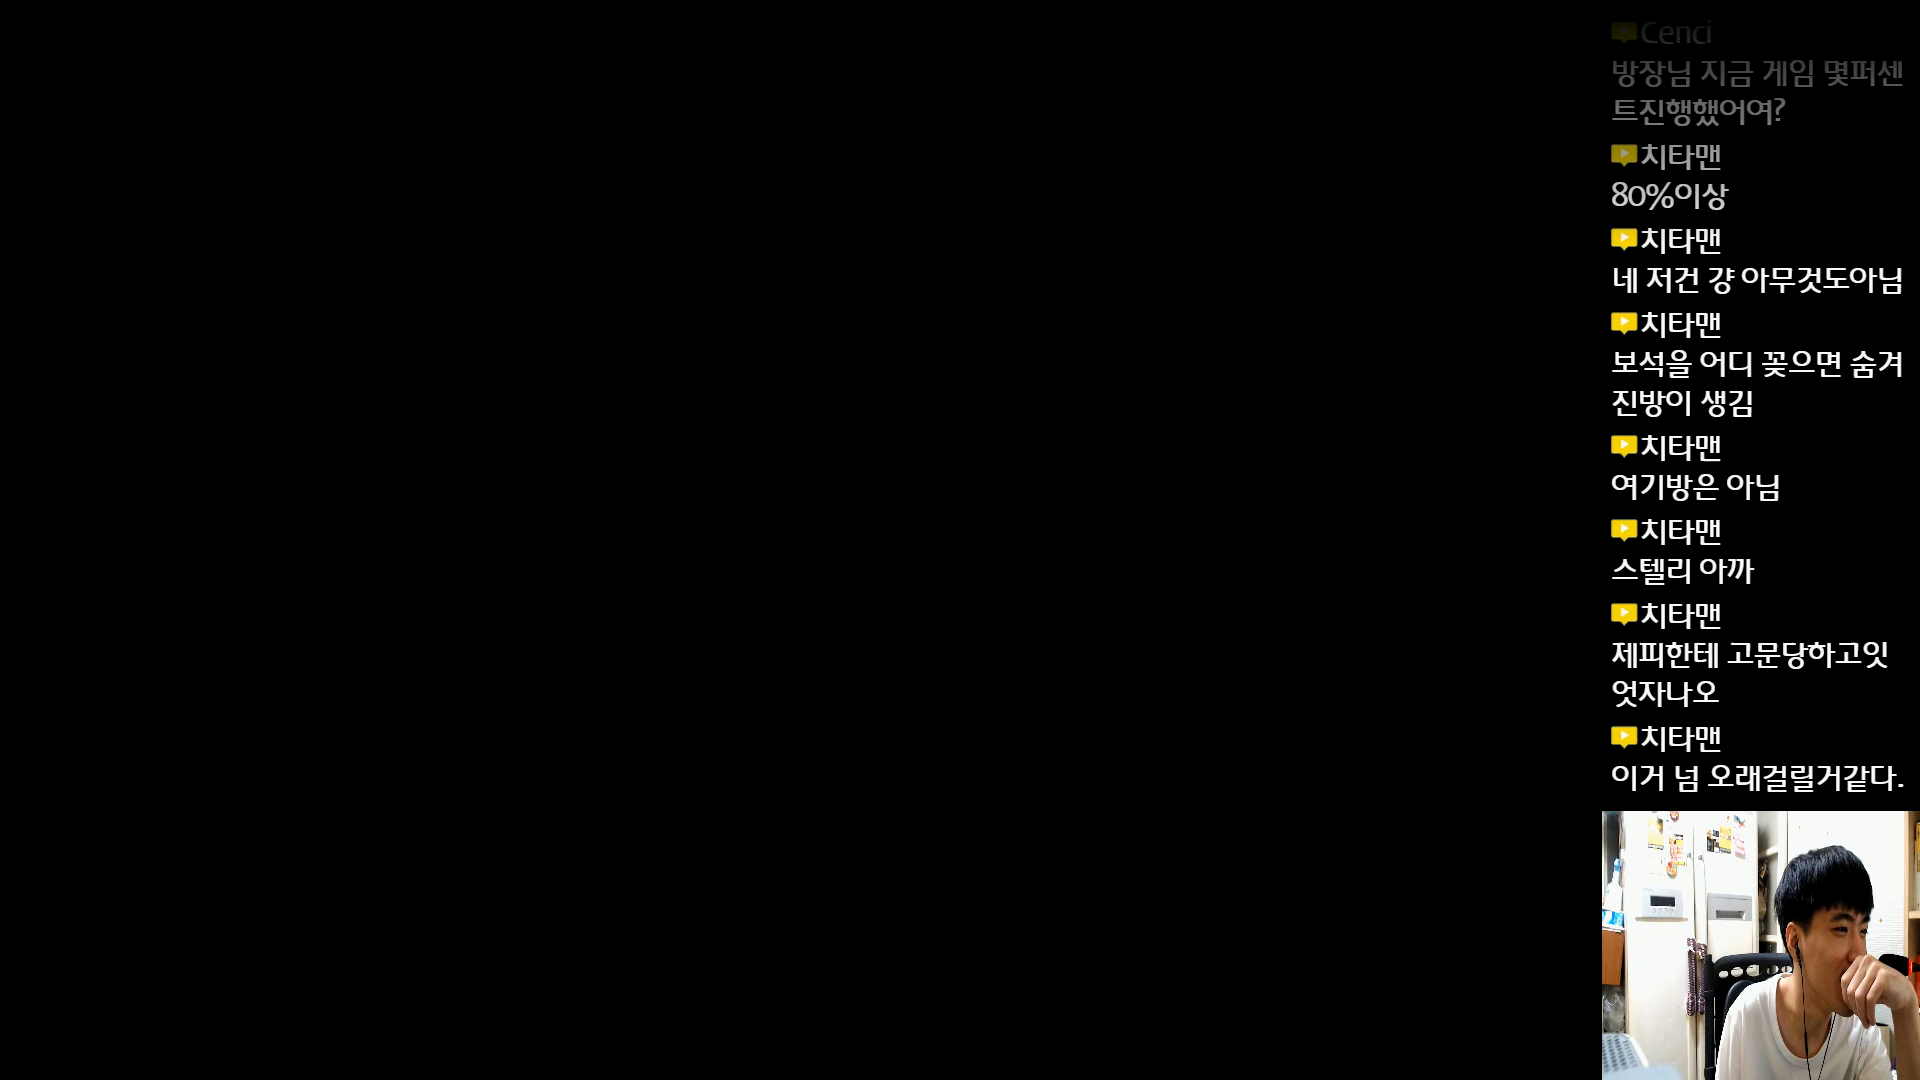 Cenci
방장님 지금 게임 몇퍼센
트진행했어여?
치타맨
80%이상
치타맨
네 저건 걍 아무것도아님
치타맨
보석을 어디 꽂으면 숨겨
진방이 생김
치타맨
여기방은 아님
치타맨
스텔리 아까
치타맨
제피한테 고문당하고잇
엇자나오
치타맨
이거 넘 오래걸릴거같다.